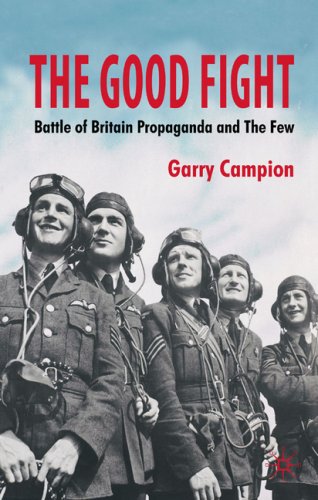 THE GOOD FIGHT
Battle of Britain Propaganda and The Few
Garry Campion